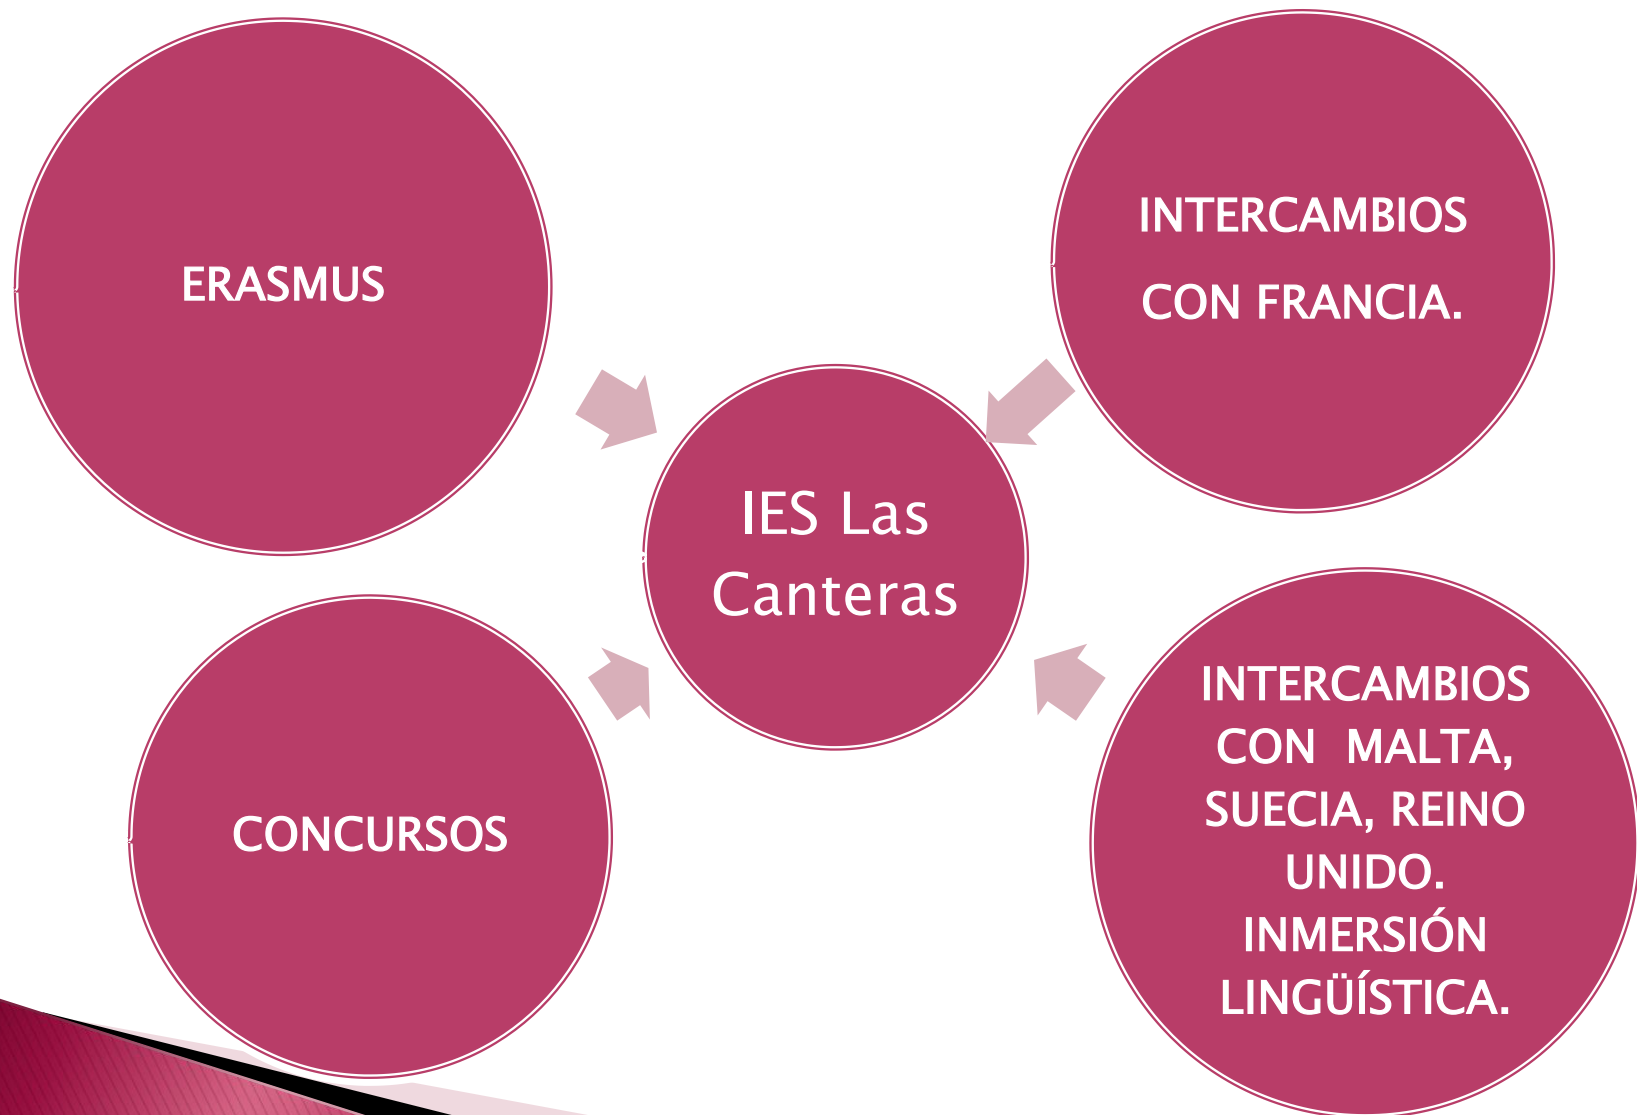 ERASMUS
INTERCAMBIOS
CON FRANCIA.
IES Las
Canteras
CONCURSOS
INTERCAMBIOS
CON MALTA,
SUECIA, REINO
UNIDO.
INMERSIÓN
LINGÜÍSTICA.